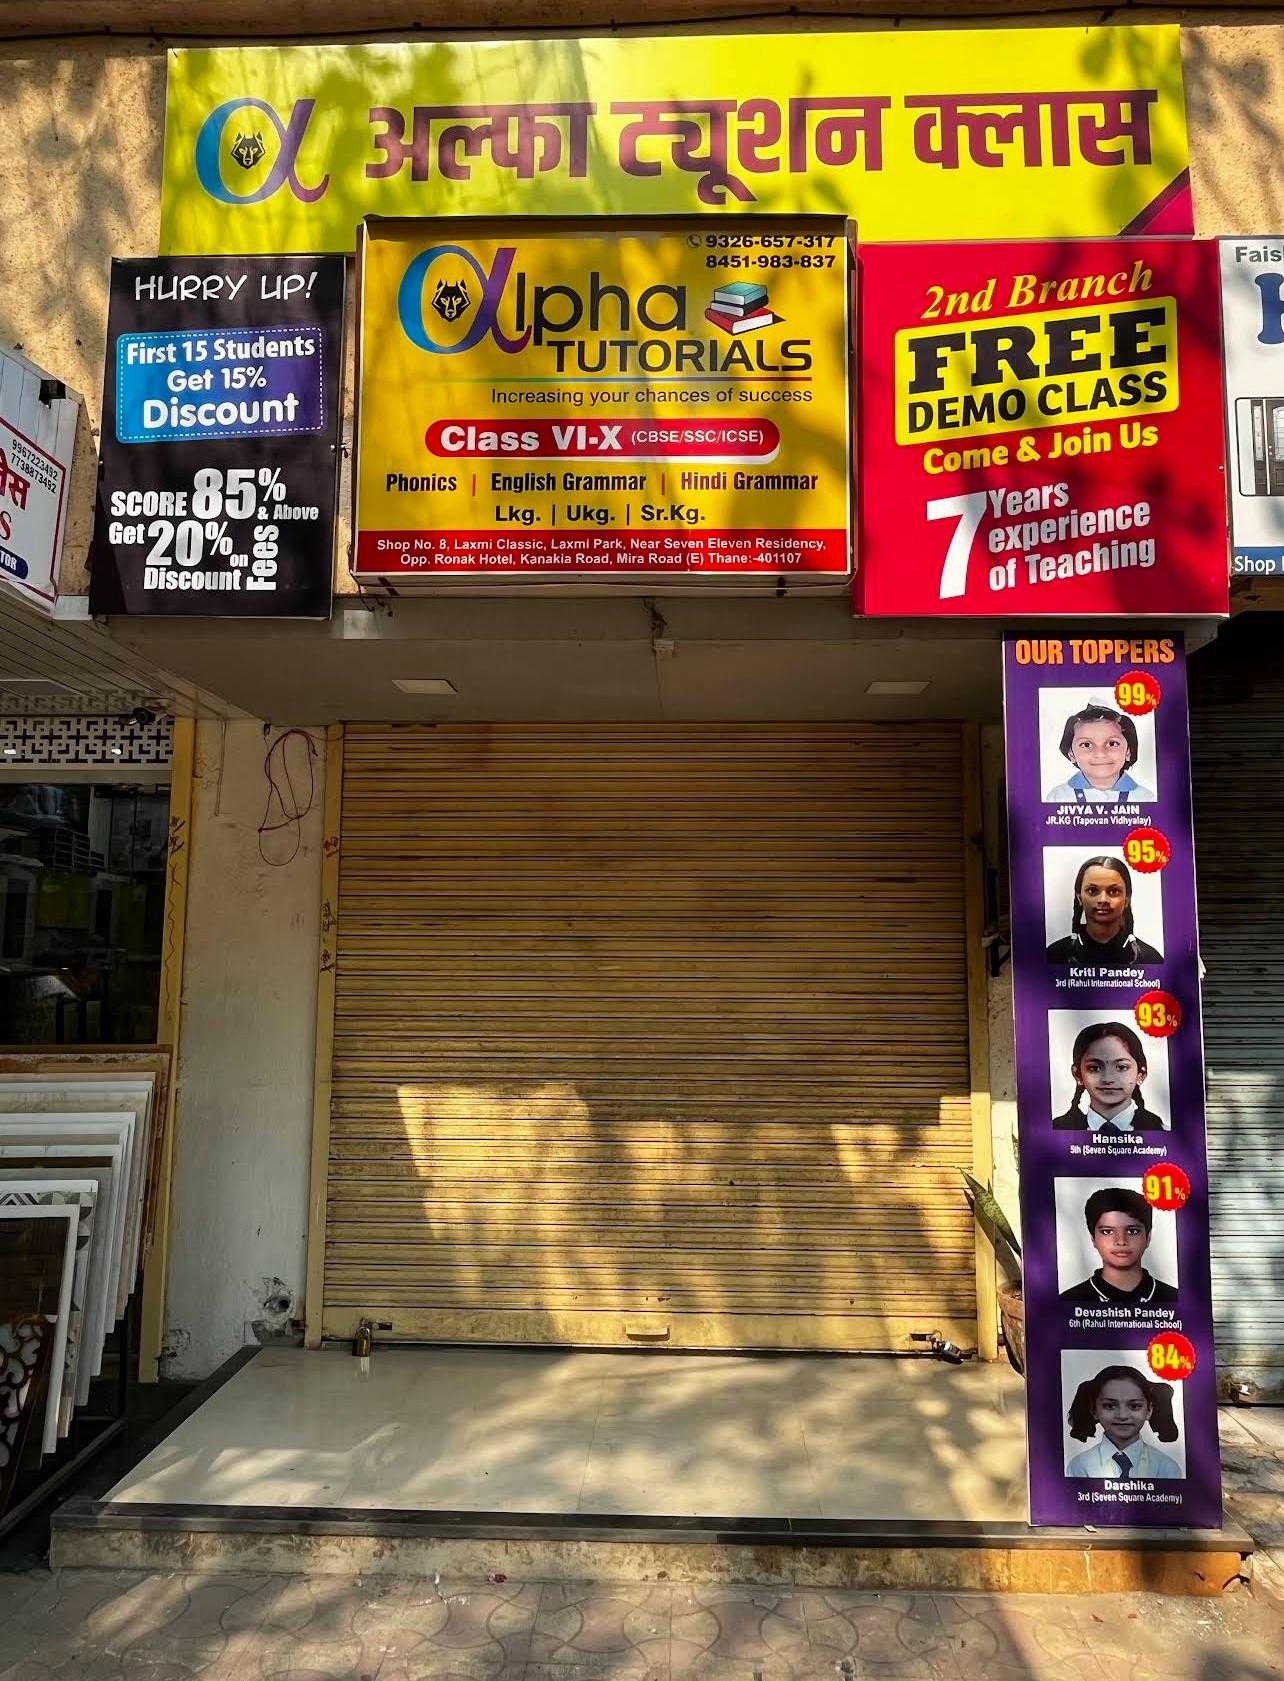 अल्फा ट्यूशन क्लास
HURRY UP!
First 15 Students
Get 15%
Discount
SCORE 85% & Above
Get 20% on
Discount Fees
9326-657-317
8451-983-837
αlpha
TUTORIALS
Increasing your chances of success
Class VI-X (CBSE/SSC/ICSE)
Phonics | English Grammar | Hindi Grammar
Lkg. | Ukg. | Sr.Kg.
Shop No. 8, Laxmi Classic, Laxmi Park, Near Seven Eleven Residency,
Opp. Ronak Hotel, Kanakia Road, Mira Road (E) Thane:-401107
2nd Branch
FREE
DEMO CLASS
Come & Join Us
7 Years
experience
of Teaching
9967223492
7738873492
Shop
OUR TOPPERS
99%
JIVYA V. JAIN
JR.KG (Tapovan Vidhyalay)
95%
Kriti Pandey
3rd (Rahul International School)
93%
Hansika
5th (Seven Square Academy)
91%
Devashish Pandey
6th (Rahul International School)
84%
Darshika
3rd (Seven Square Academy)